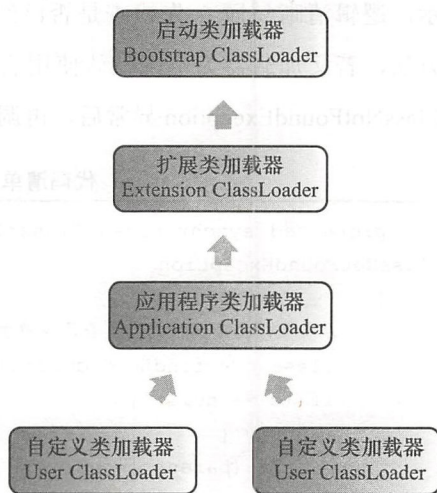 启动类加载器
Bootstrap ClassLoader
扩展类加载器
Extension ClassLoader
应用程序类加载器
Application ClassLoader
自定义类加载器
User ClassLoader
自定义类加载器
User ClassLoader